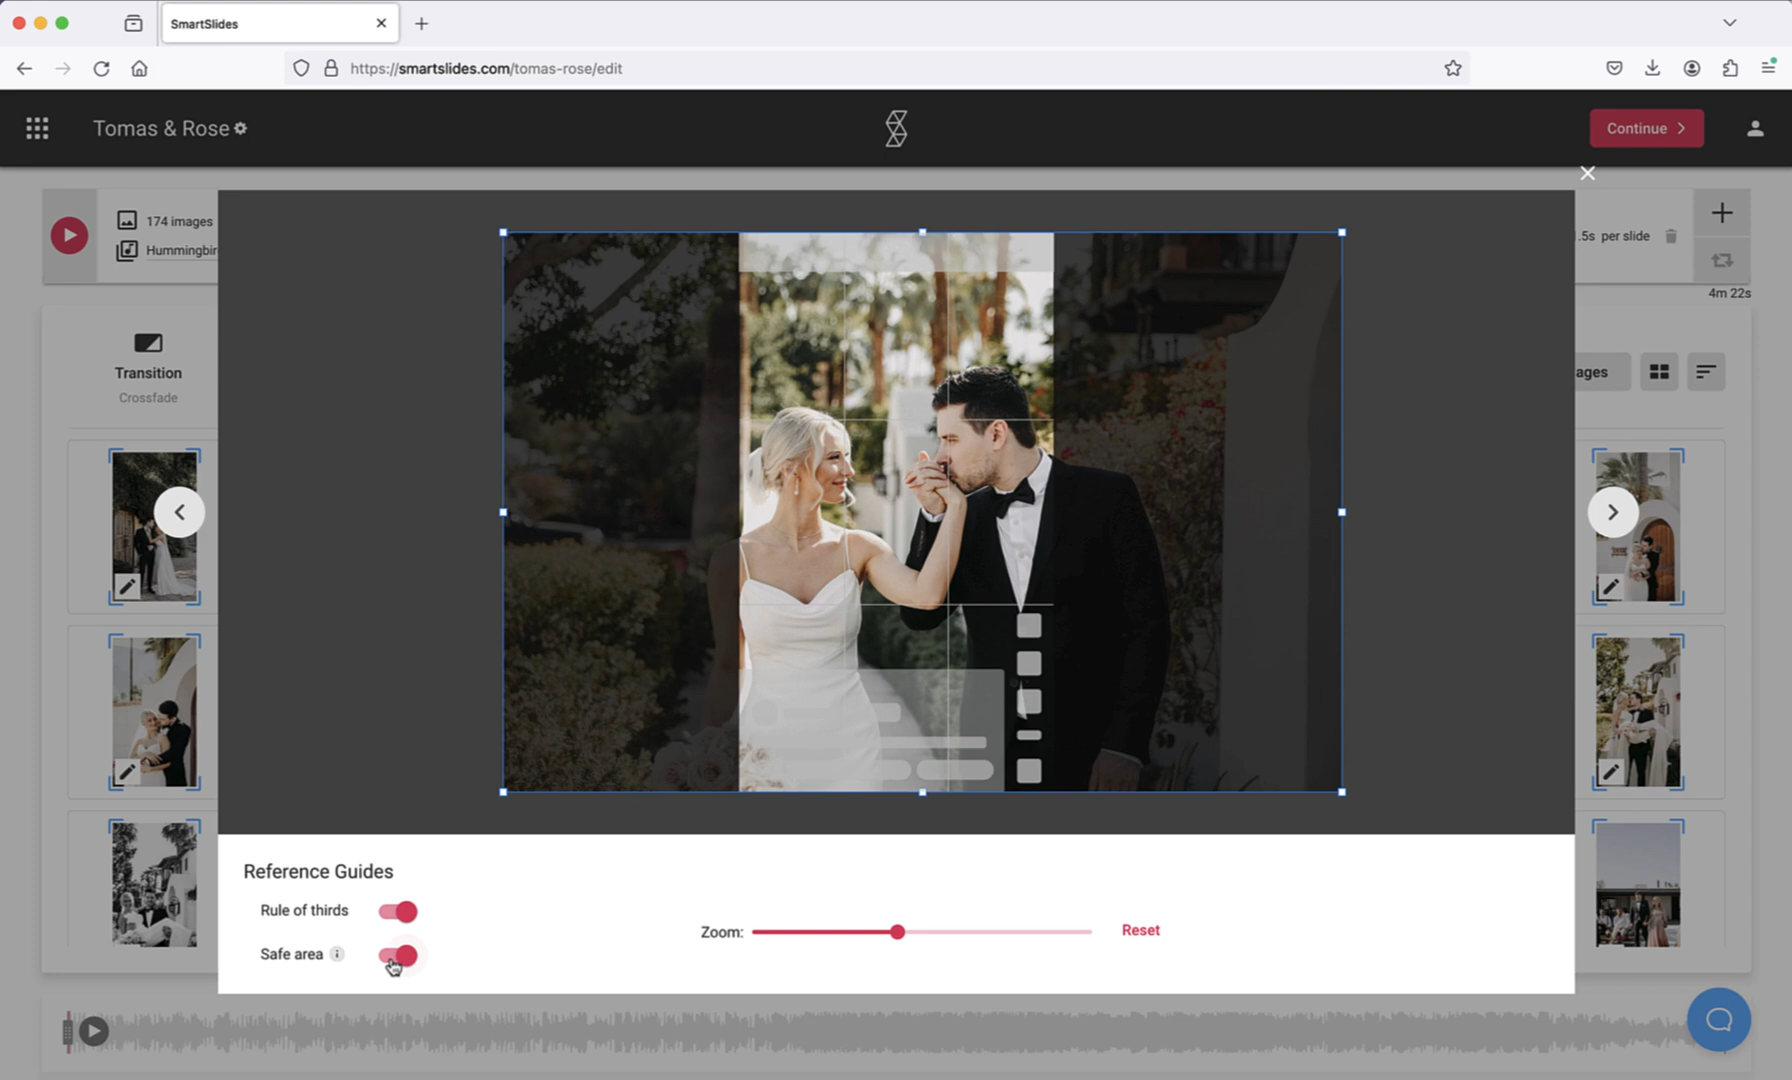 SmartSlides
https://smartslides.com/tomas-rose/edit
Tomas & Rose
Continue
174 images
Hummingbir
.5s per slide
4m 22s
Transition
Crossfade
ages
Reference Guides
Rule of thirds
Safe area
Zoom:
Reset